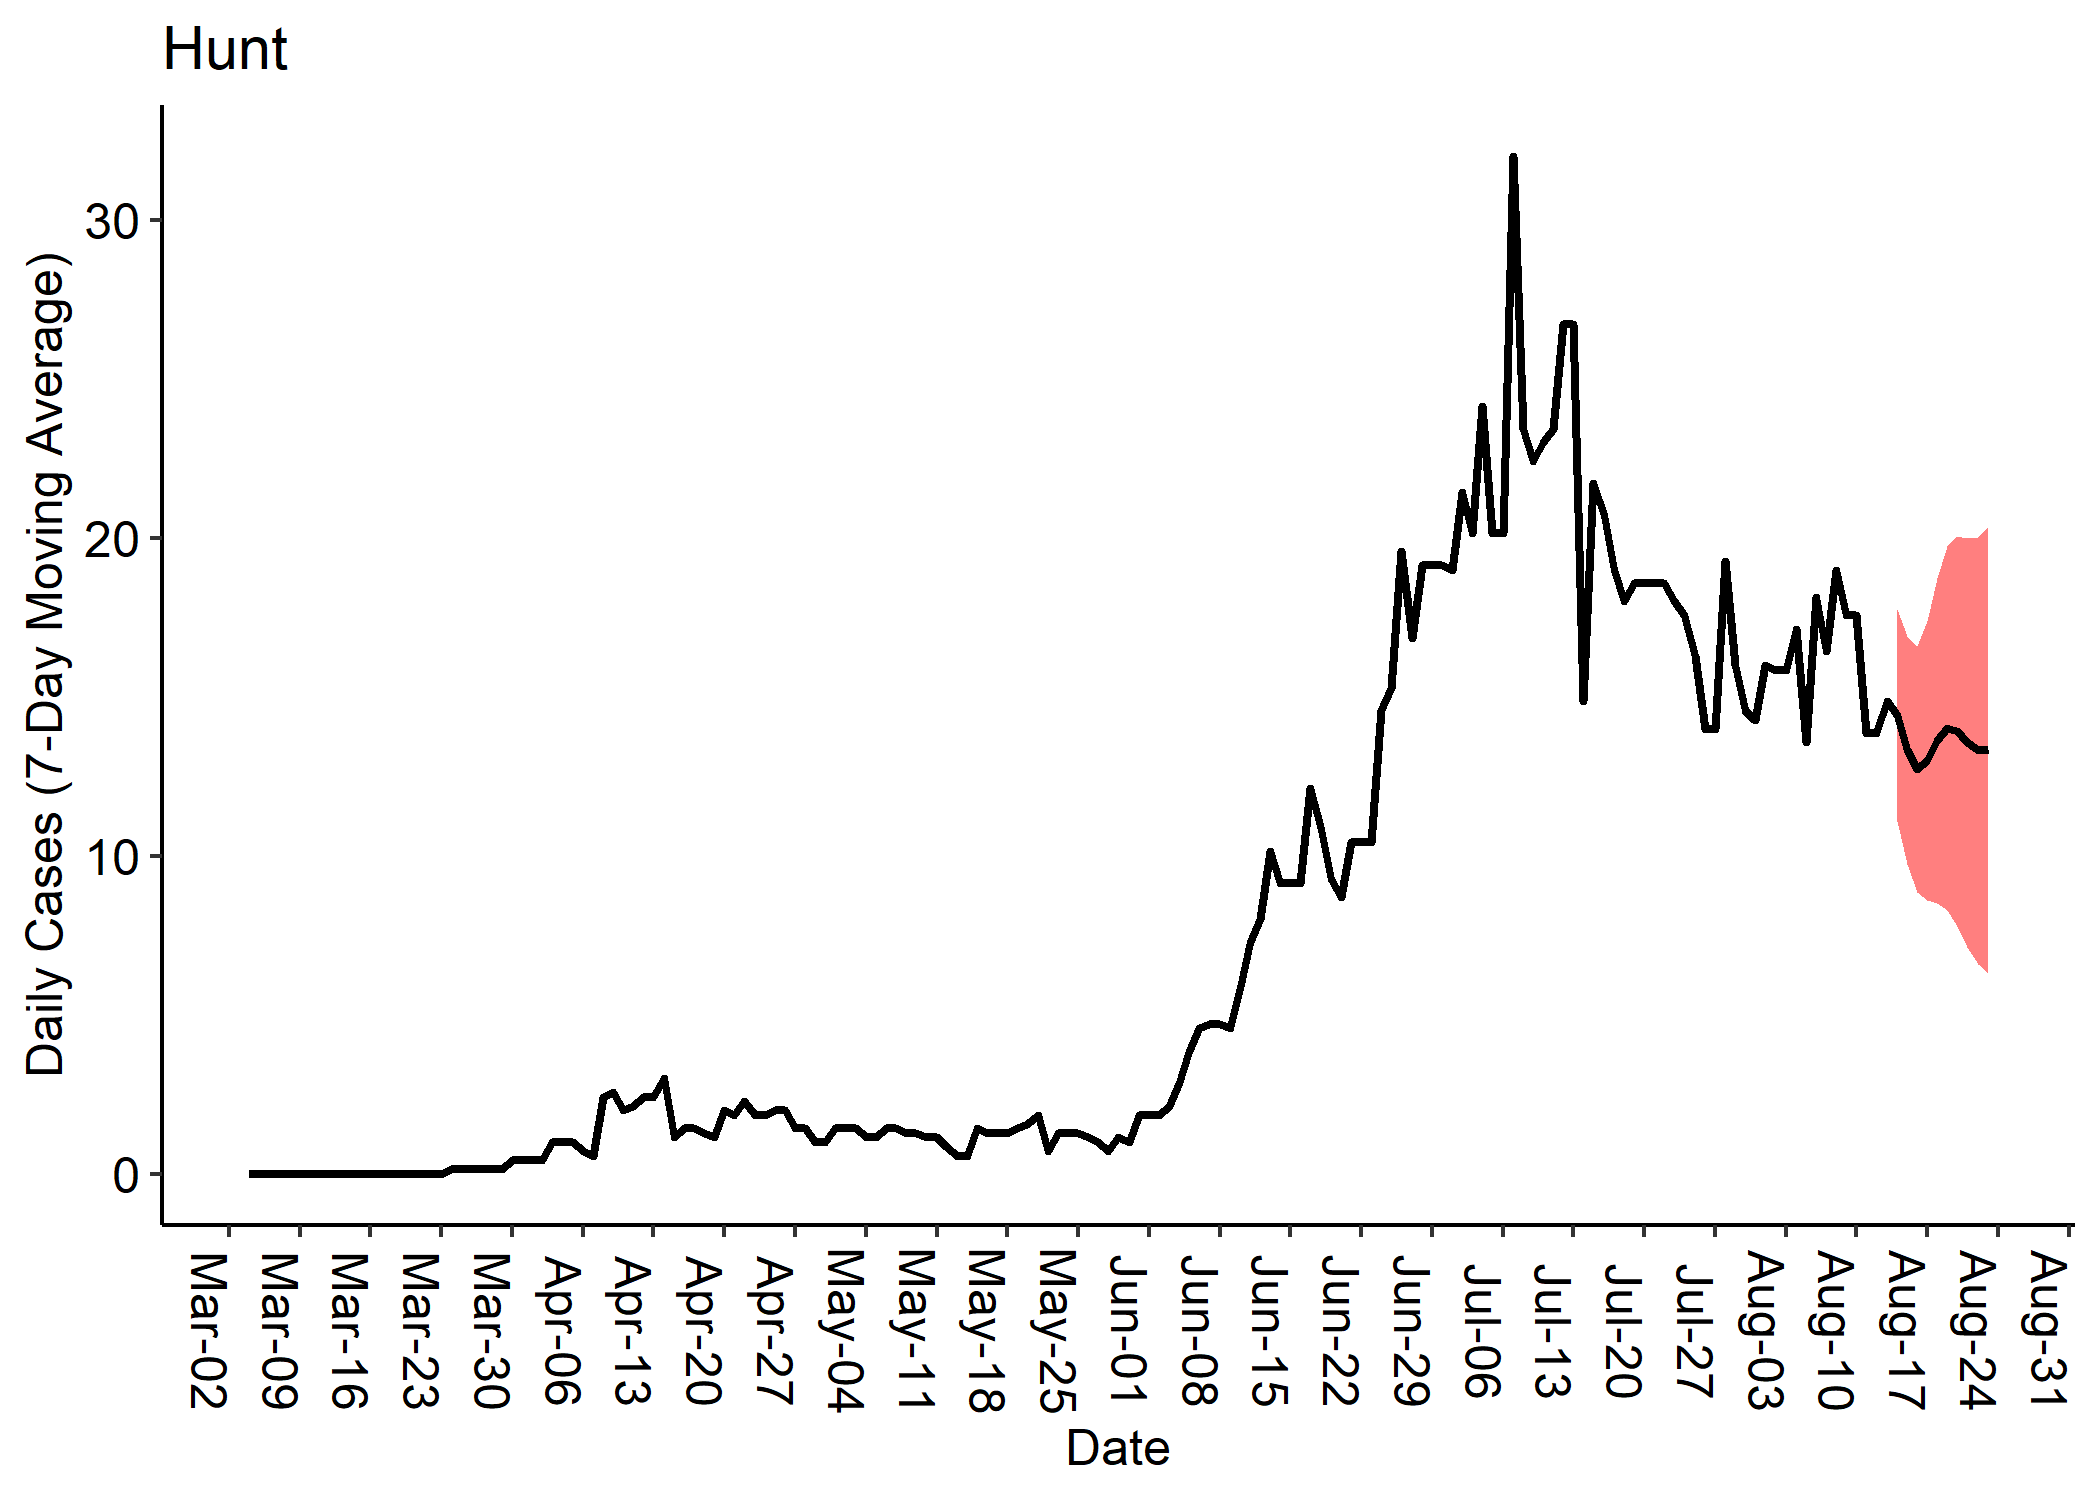 Hunt
Daily Cases (7-Day Moving Average)
30
20
10
0
Mar-02
Mar-09
Mar-16
Mar-23
Mar-30
Apr-06
Apr-13
Apr-20
Apr-27
May-04
May-11
May-18
May-25
Jun-01
Jun-08
Jun-15
Jun-22
Jun-29
Jul-06
Jul-13
Jul-20
Jul-27
Aug-03
Aug-10
Aug-17
Aug-24
Aug-31
Date